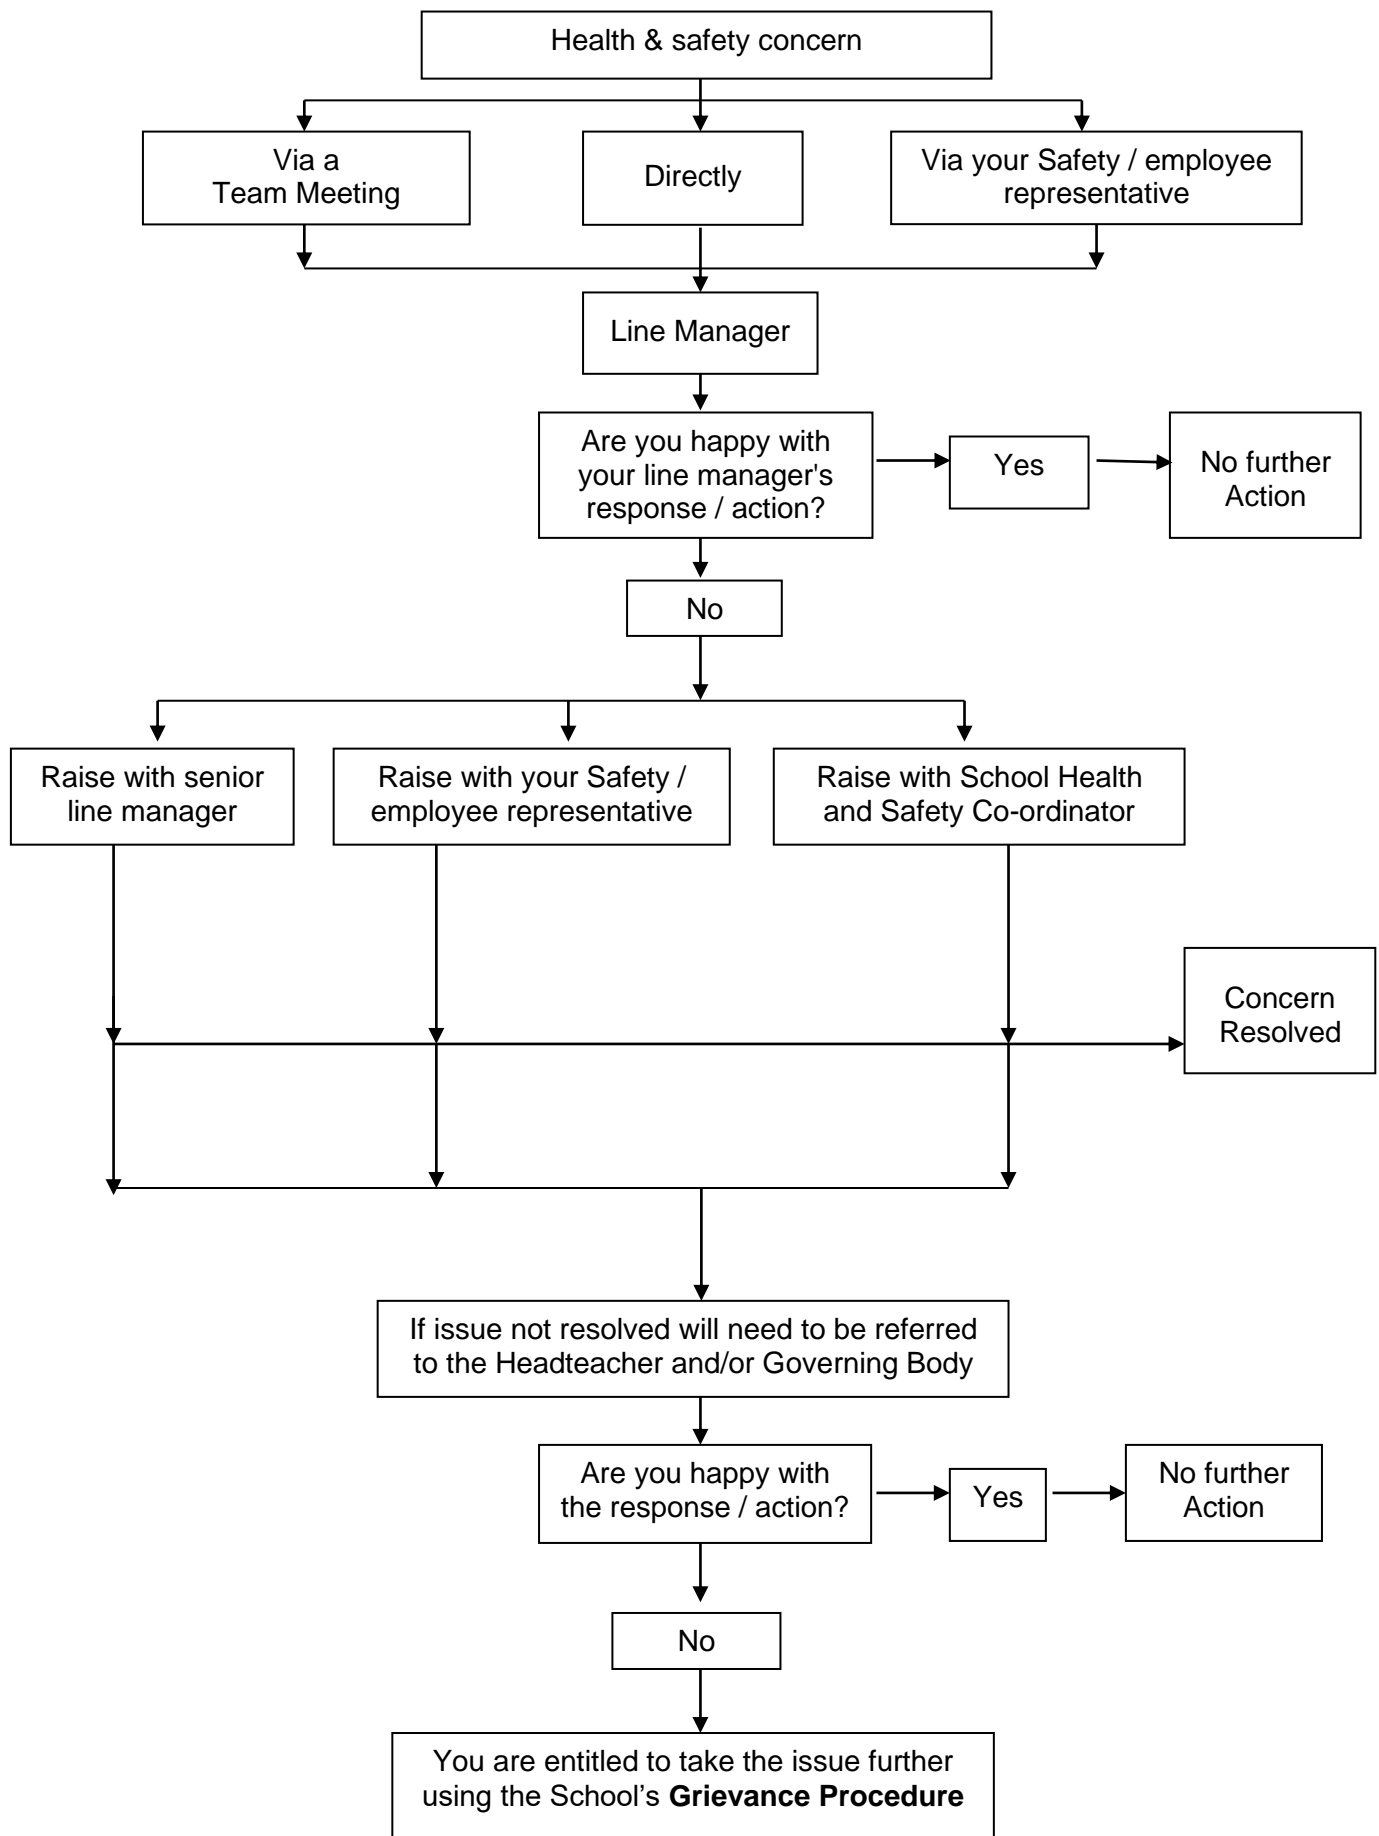 Health & safety concern
Via a
Team Meeting
Directly
Via your Safety / employee
representative
Line Manager
Are you happy with
your line manager's
response / action?
Yes
No further
Action
No
Raise with senior
line manager
Raise with your Safety /
employee representative
Raise with School Health
and Safety Co-ordinator
Concern
Resolved
If issue not resolved will need to be referred
to the Headteacher and/or Governing Body
Are you happy with
the response / action?
Yes
No further
Action
No
You are entitled to take the issue further
using the School’s Grievance Procedure